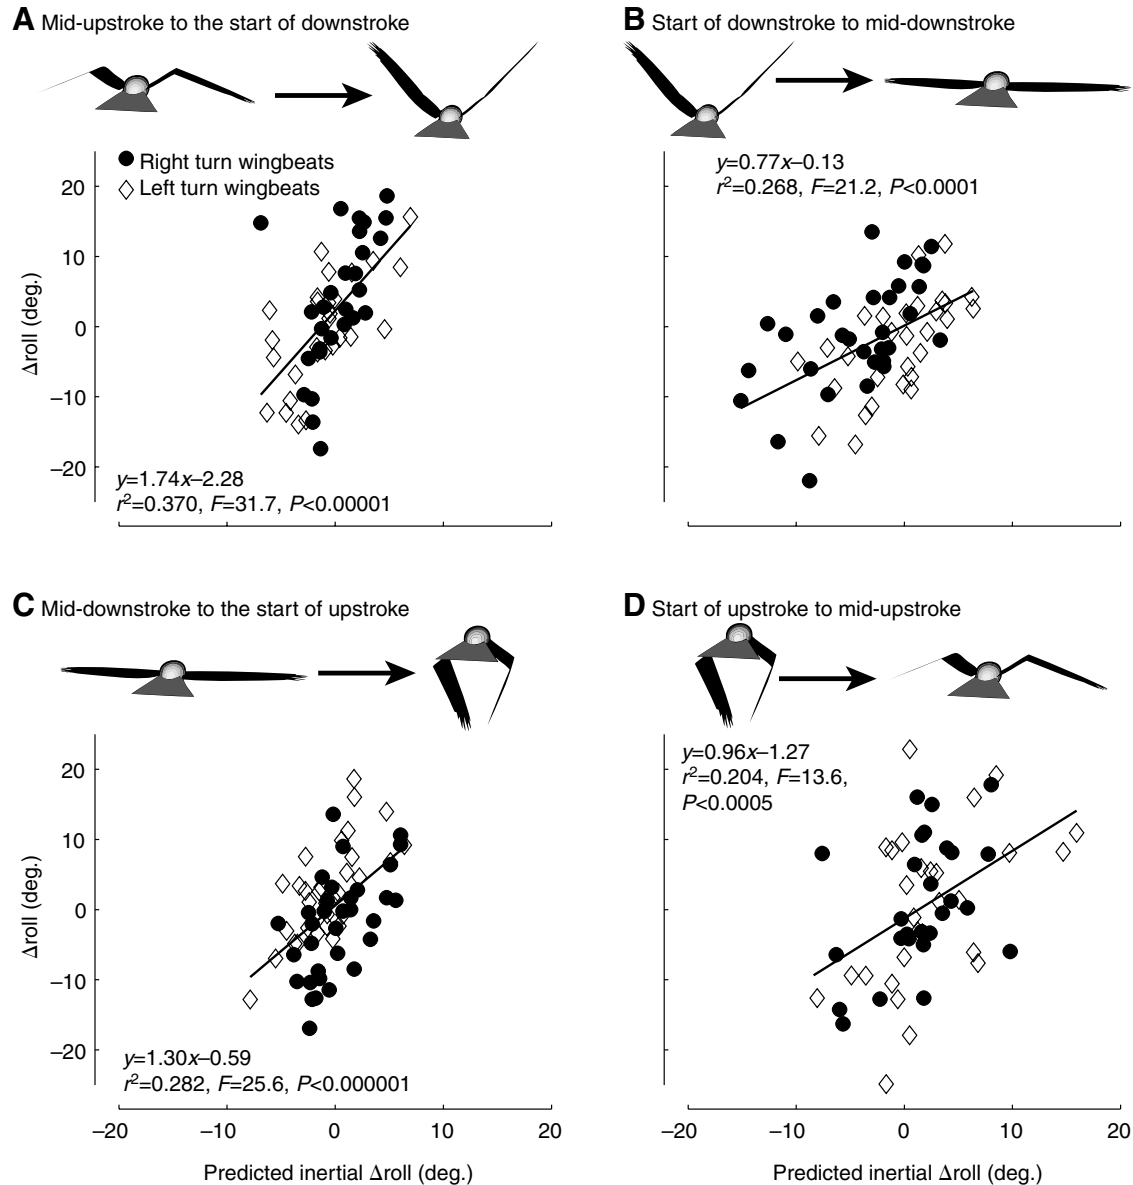 A Mid-upstroke to the start of downstroke
Right turn wingbeats
Left turn wingbeats
20
10
0
–10
–20
Δroll (deg.)
y=1.74x–2.28
r²=0.370, F=31.7, P<0.00001
B Start of downstroke to mid-downstroke
y=0.77x–0.13
r²=0.268, F=21.2, P<0.0001
C Mid-downstroke to the start of upstroke
20
10
0
–10
–20
Δroll (deg.)
y=1.30x–0.59
r²=0.282, F=25.6, P<0.000001
–20 –10 0 10 20
Predicted inertial Δroll (deg.)
D Start of upstroke to mid-upstroke
y=0.96x–1.27
r²=0.204, F=13.6,
P<0.0005
–20 –10 0 10 20
Predicted inertial Δroll (deg.)